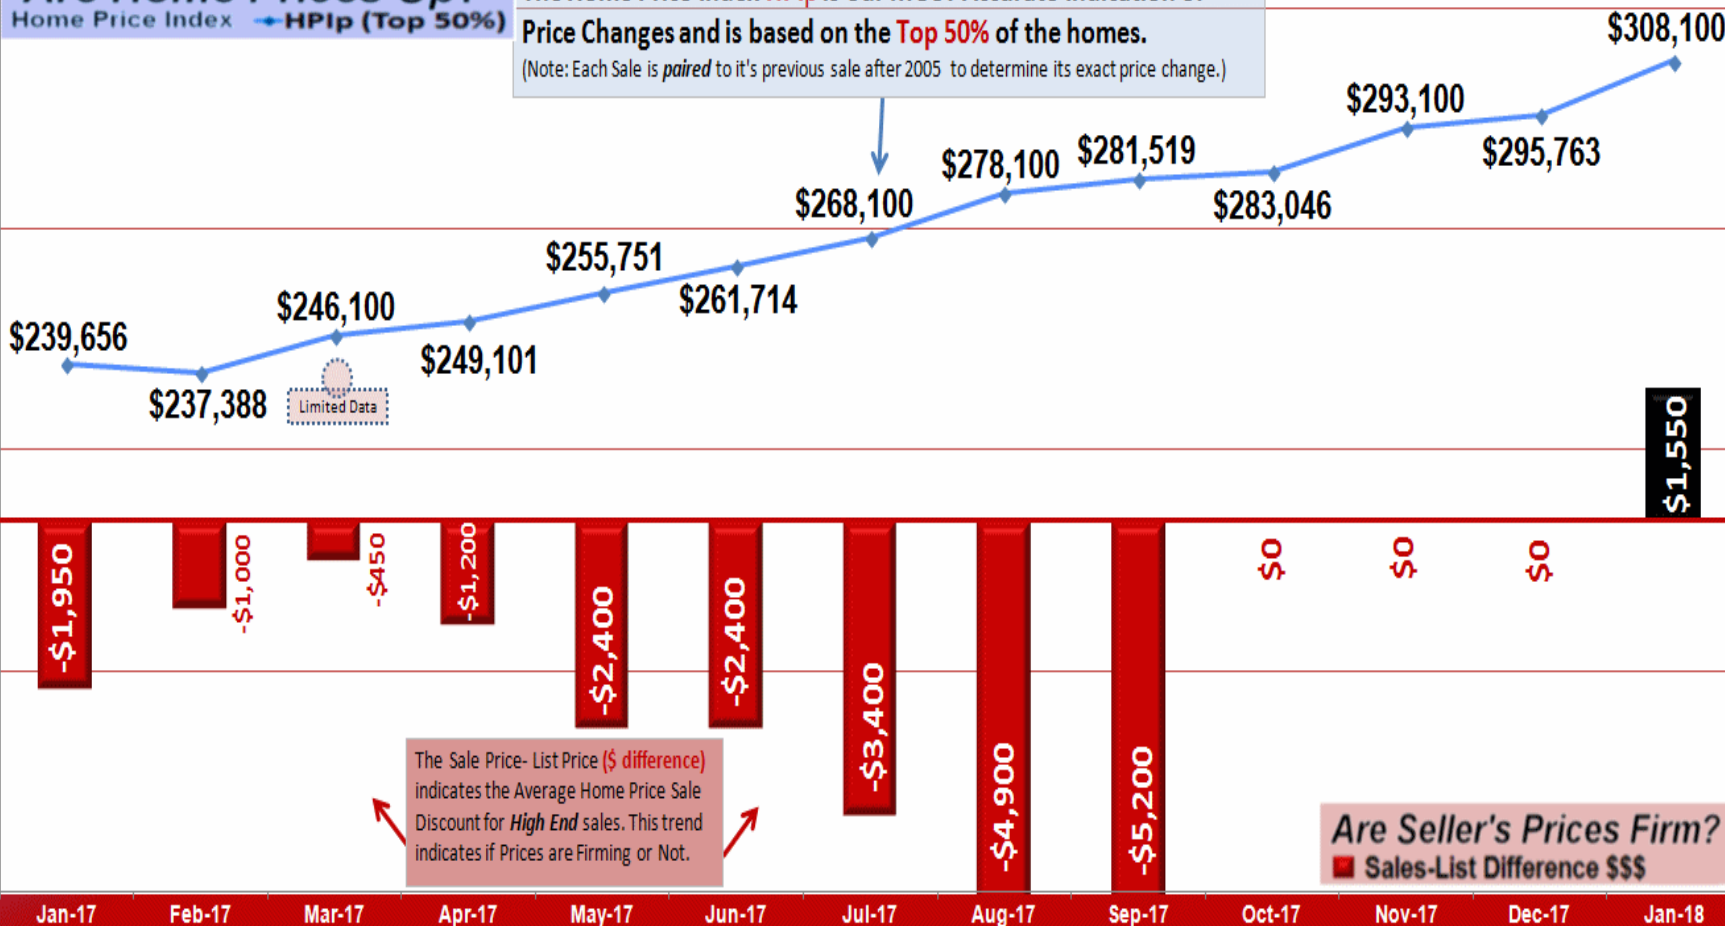 Home Price Index HPIp (Top 50%)
Price Changes and is based on the Top 50% of the homes.
(Note: Each Sale is paired to it's previous sale after 2005 to determine its exact price change.)
$308,100
$293,100
$295,763
$278,100
$281,519
$283,046
$268,100
$255,751
$261,714
$246,100
$249,101
$239,656
$237,388
Limited Data
-$1,950
-$1,000
-$450
-$1,200
-$2,400
-$2,400
-$3,400
-$4,900
-$5,200
$0
$0
$0
$1,550
The Sale Price- List Price ($ difference)
indicates the Average Home Price Sale
Discount for High End sales. This trend
indicates if Prices are Firming or Not.
Are Seller's Prices Firm?
Sales-List Difference $$$
Jan-17 Feb-17 Mar-17 Apr-17 May-17 Jun-17 Jul-17 Aug-17 Sep-17 Oct-17 Nov-17 Dec-17 Jan-18